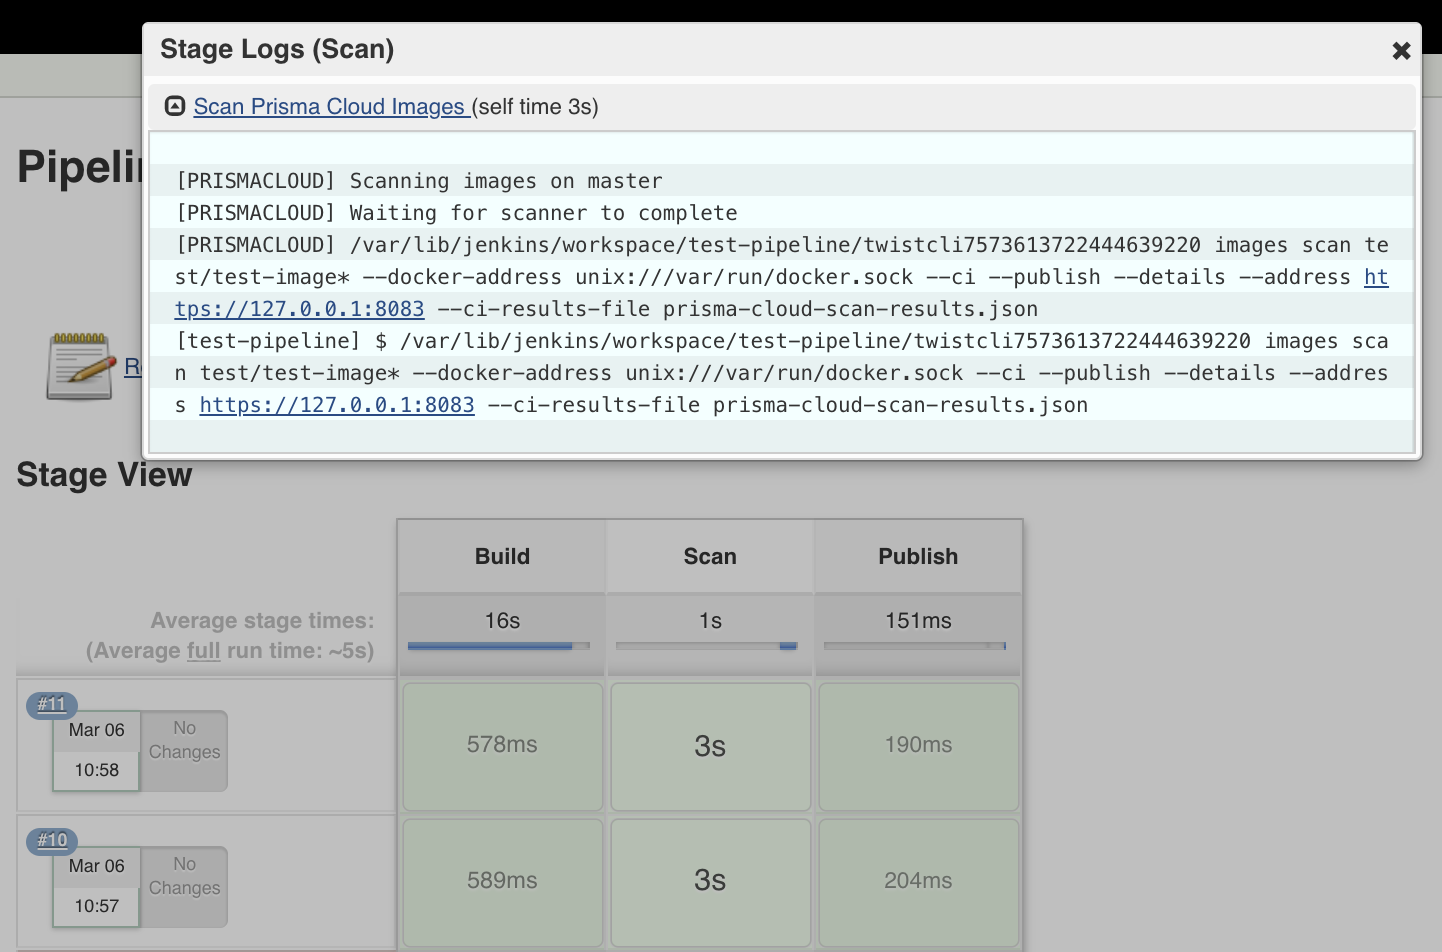 Stage Logs (Scan)
Scan Prisma Cloud Images (self time 3s)
[PRISMACLOUD] Scanning images on master
[PRISMACLOUD] Waiting for scanner to complete
[PRISMACLOUD] /var/lib/jenkins/workspace/test-pipeline/twistcli7573613722444639220 images scan te
st/test-image* --docker-address unix:///var/run/docker.sock --ci --publish --details --address ht
tps://127.0.0.1:8083 --ci-results-file prisma-cloud-scan-results.json
[test-pipeline] $ /var/lib/jenkins/workspace/test-pipeline/twistcli7573613722444639220 images sca
n test/test-image* --docker-address unix:///var/run/docker.sock --ci --publish --details --addres
s https://127.0.0.1:8083 --ci-results-file prisma-cloud-scan-results.json
Stage View
Build Scan Publish
Average stage times: 16s 1s 151ms
(Average full run time: ~5s)
#11
Mar 06 No
Changes
10:58
578ms 3s 190ms
#10
Mar 06 No
Changes
10:57
589ms 3s 204ms